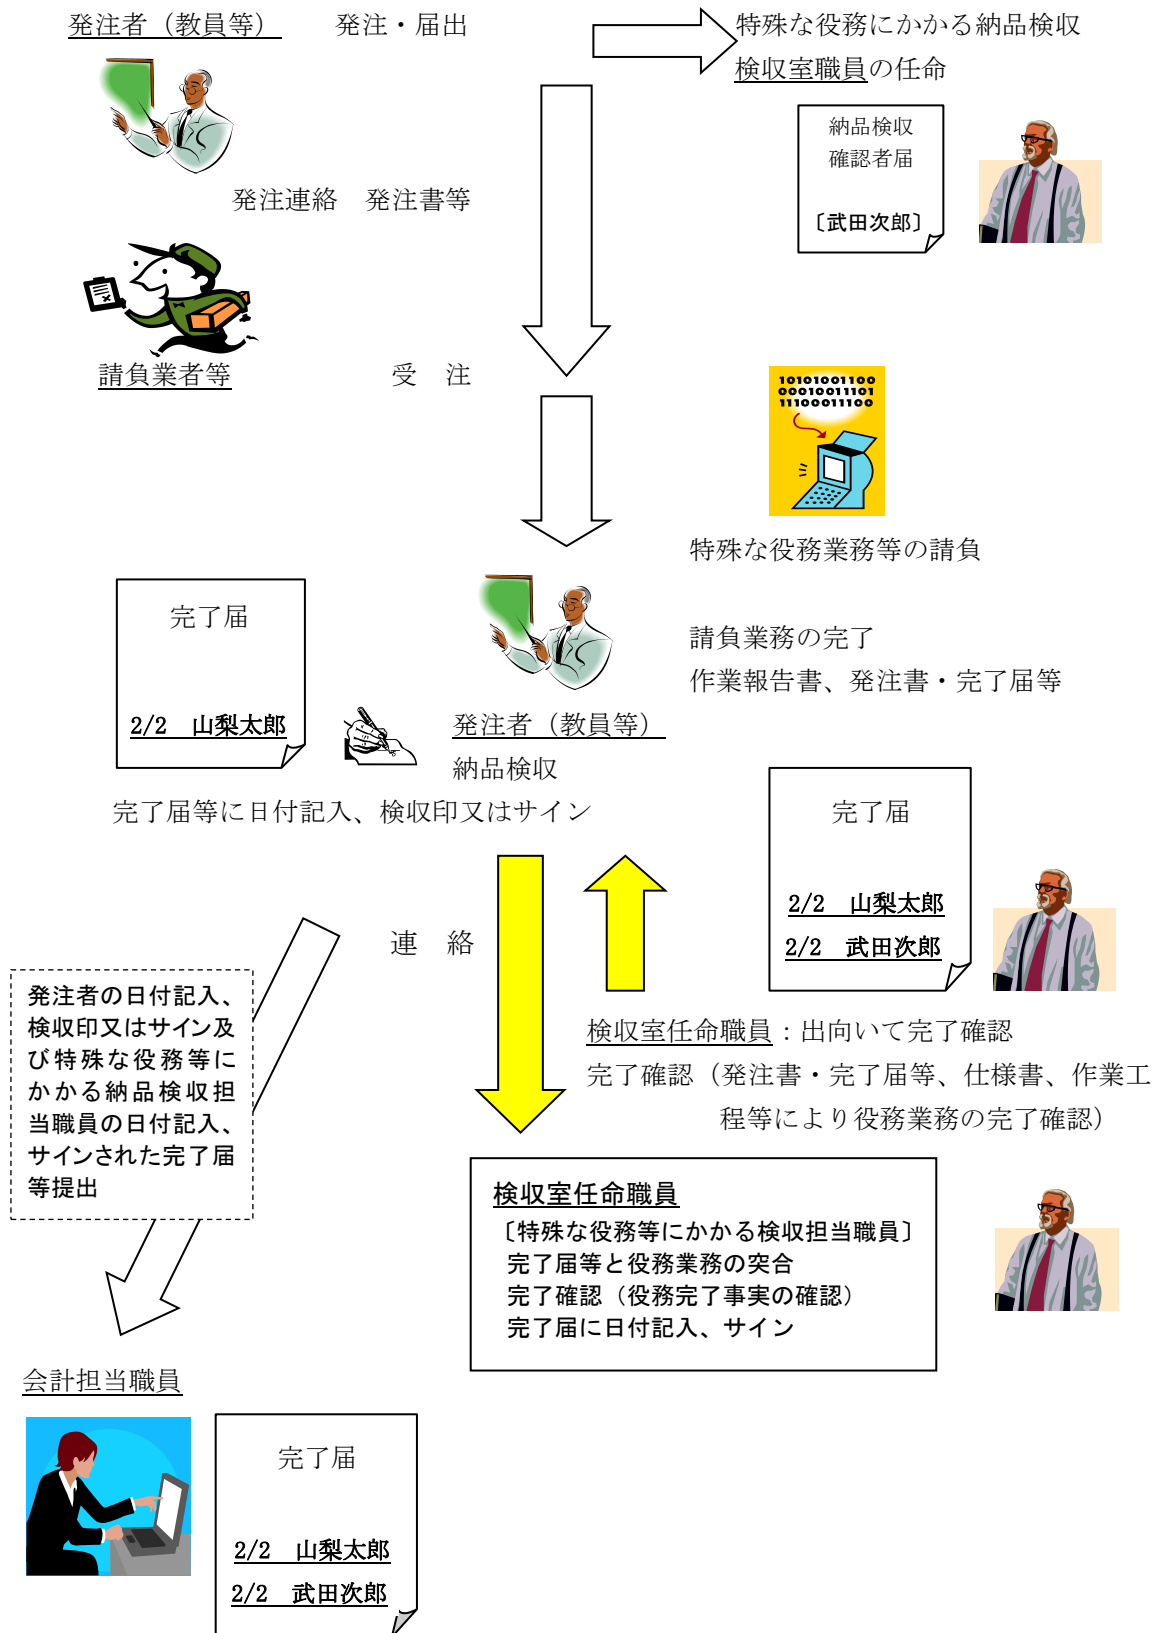 発注者（教員等）　発注・届出
特殊な役務にかかる納品検収
検収室職員の任命
納品検収
確認者届
〔武田次郎〕
発注連絡　発注書等
請負業者等
受　注
10101001100
00010011101
11100011100
特殊な役務業務等の請負
完了届
2/2　山梨太郎
請負業務の完了
作業報告書、発注書・完了届等
発注者（教員等）
納品検収
完了届等に日付記入、検収印又はサイン
完了届
2/2　山梨太郎
2/2　武田次郎
連　絡
発注者の日付記入、
検収印又はサイン及
び特殊な役務等に
かかる納品検収担
当職員の日付記入、
サインされた完了届
等提出
検収室任命職員：出向いて完了確認
完了確認（発注書・完了届等、仕様書、作業工
程等により役務業務の完了確認）
検収室任命職員
〔特殊な役務等にかかる検収担当職員〕
完了届等と役務業務の突合
完了確認（役務完了事実の確認）
完了届に日付記入、サイン
会計担当職員
完了届
2/2　山梨太郎
2/2　武田次郎